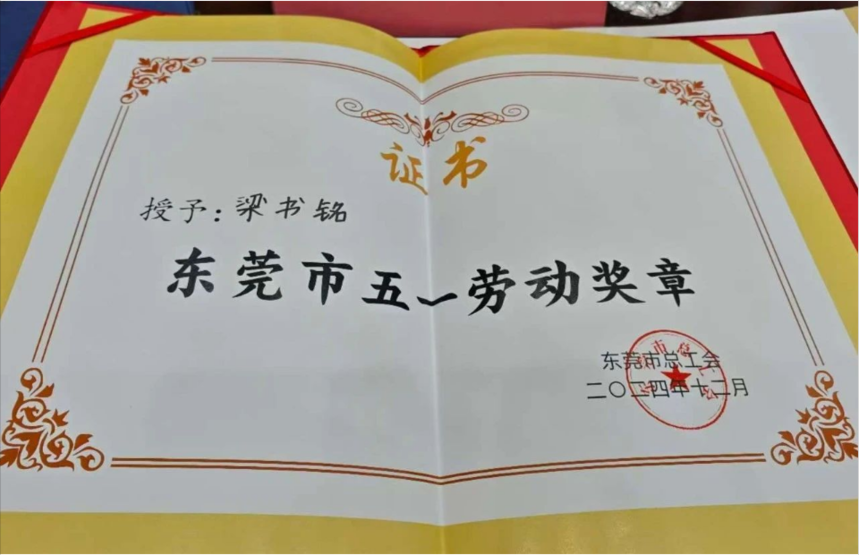 证书
授予：梁书铭
东莞市五一劳动奖章
东莞市总工会
二〇二四年十二月